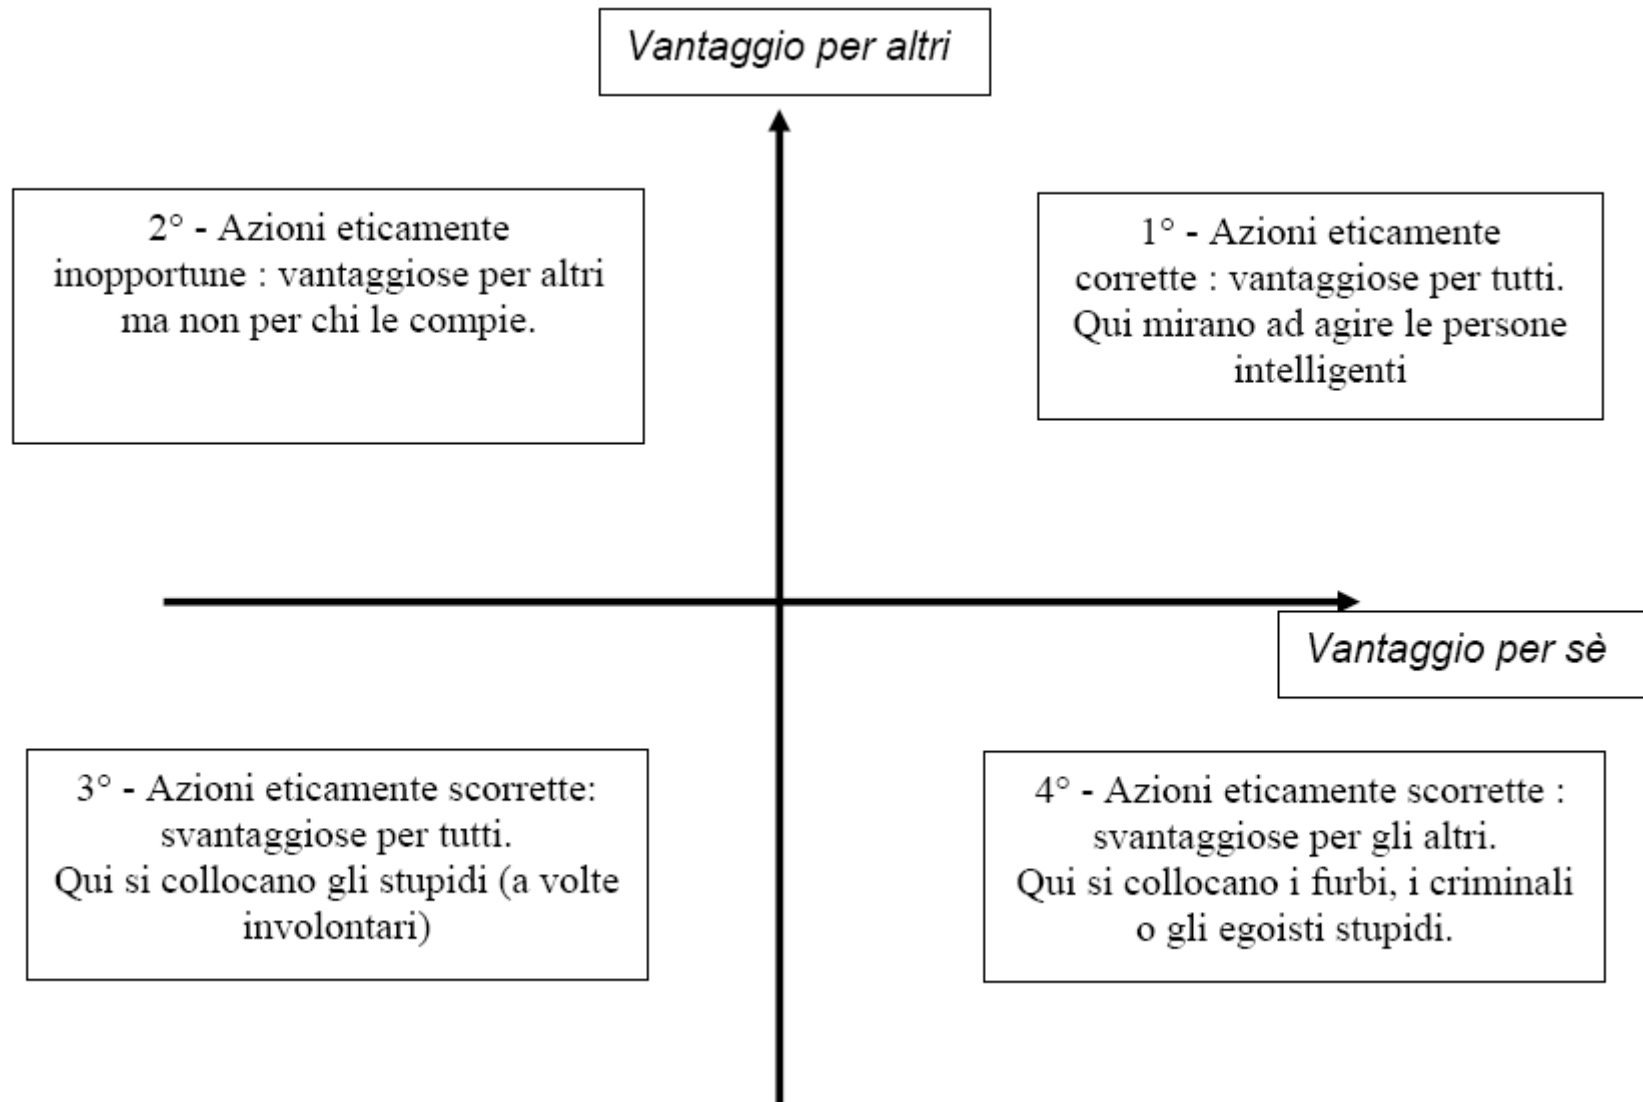 Vantaggio per altri
2° - Azioni eticamente
inopportune : vantaggiose per altri
ma non per chi le compie.
1° - Azioni eticamente
corrette : vantaggiose per tutti.
Qui mirano ad agire le persone
intelligenti
Vantaggio per sè
3° - Azioni eticamente scorrette:
svantaggiose per tutti.
Qui si collocano gli stupidi (a volte
involontari)
4° - Azioni eticamente scorrette :
svantaggiose per gli altri.
Qui si collocano i furbi, i criminali
o gli egoisti stupidi.